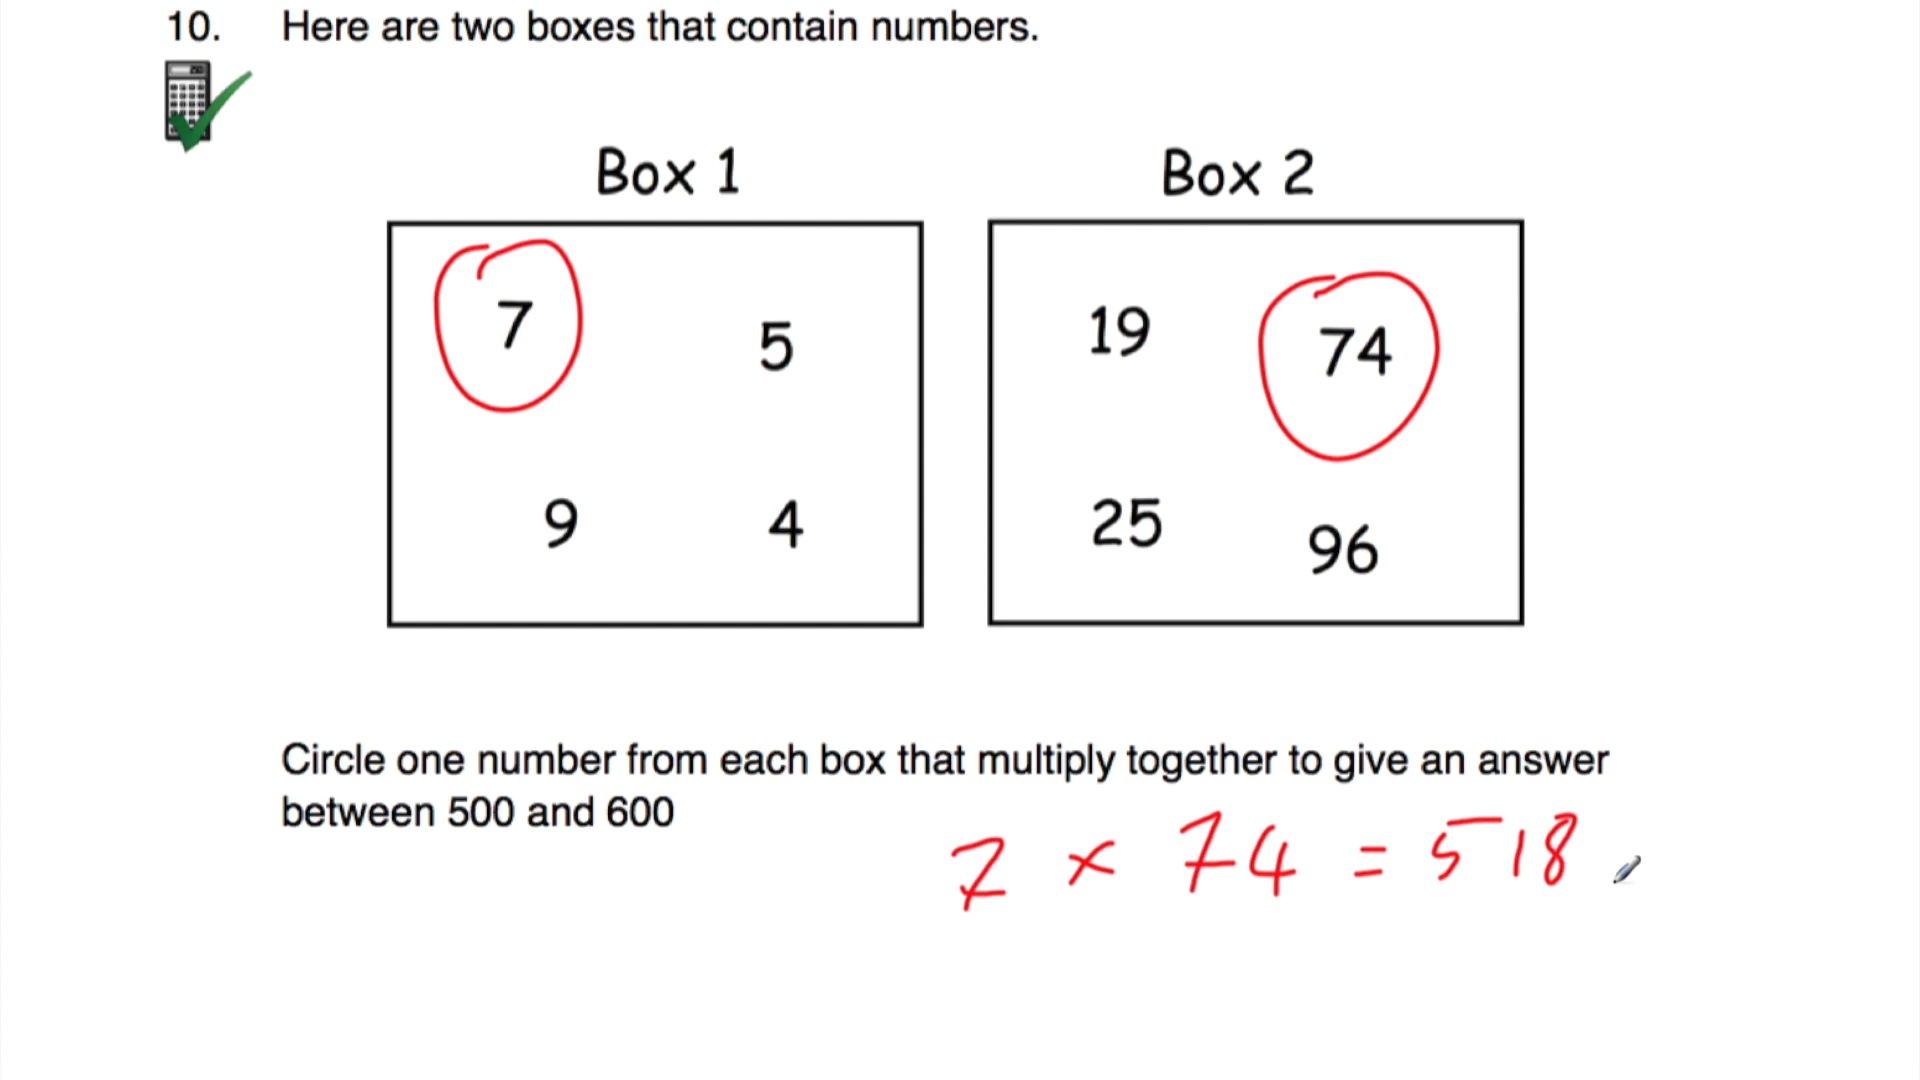 10. Here are two boxes that contain numbers.
Box 1 Box 2
7 5 19 74
9 4 25 96
Circle one number from each box that multiply together to give an answer
between 500 and 600
7 × 74 = 518